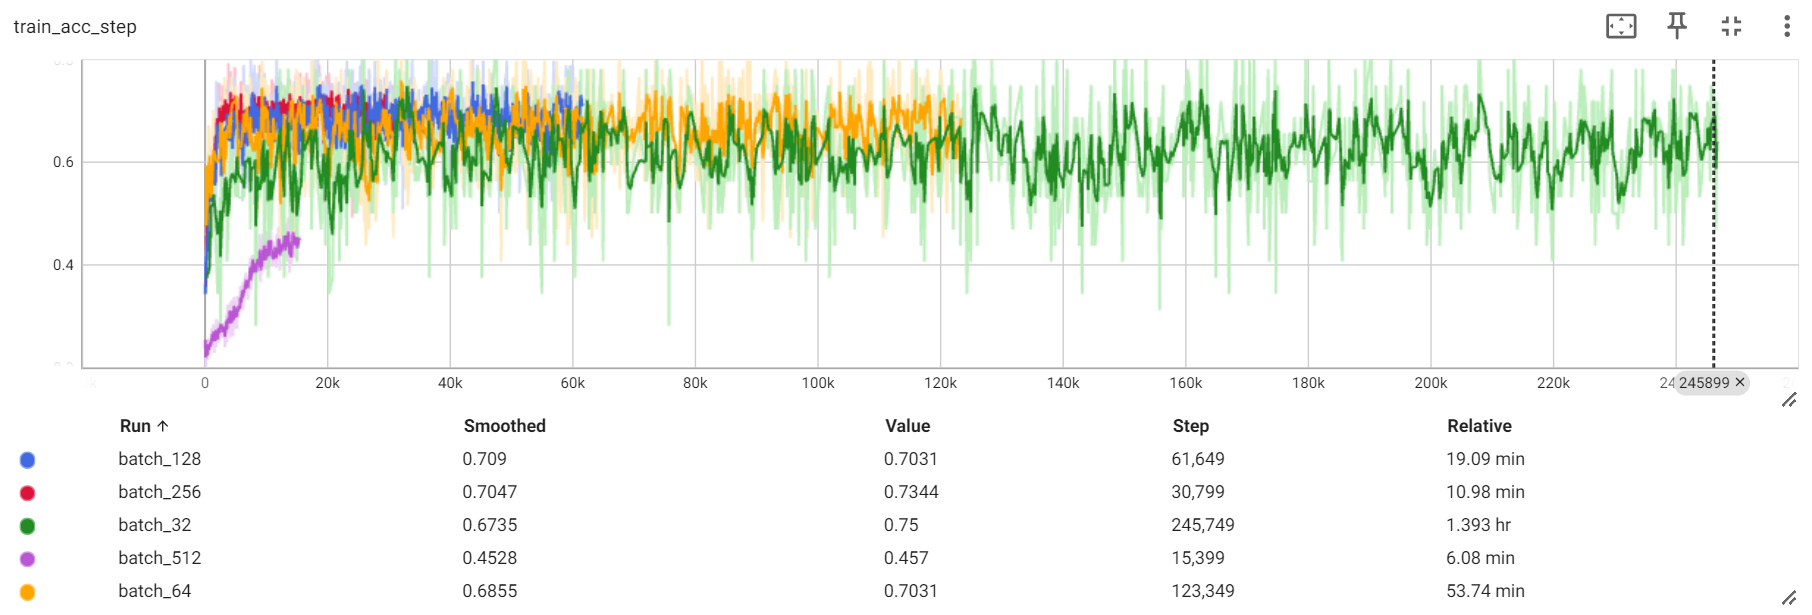 train_acc_step
0.6
0.4
0 20k 40k 60k 80k 100k 120k 140k 160k 180k 200k 220k 24 245899 ×
Run ↑ Smoothed Value Step Relative
batch_128 0.709 0.7031 61,649 19.09 min
batch_256 0.7047 0.7344 30,799 10.98 min
batch_32 0.6735 0.75 245,749 1.393 hr
batch_512 0.4528 0.457 15,399 6.08 min
batch_64 0.6855 0.7031 123,349 53.74 min